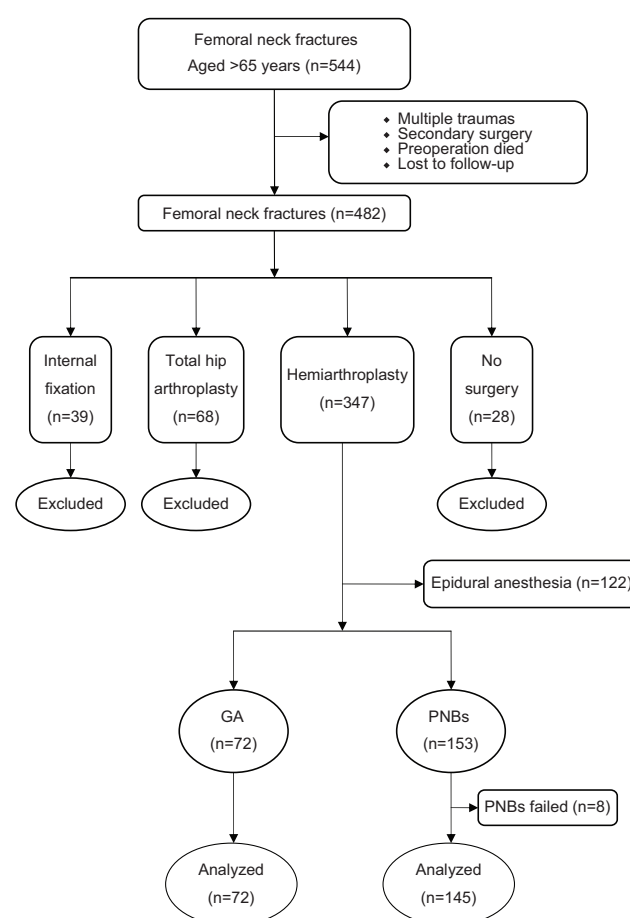 Femoral neck fractures
Aged >65 years (n=544)
◆ Multiple traumas
◆ Secondary surgery
◆ Preoperation died
◆ Lost to follow-up
Femoral neck fractures (n=482)
Internal
fixation
(n=39)
Total hip
arthroplasty
(n=68)
Hemiarthroplasty
(n=347)
No
surgery
(n=28)
Excluded
Excluded
Excluded
Epidural anesthesia (n=122)
GA
(n=72)
PNBs
(n=153)
PNBs failed (n=8)
Analyzed
(n=72)
Analyzed
(n=145)